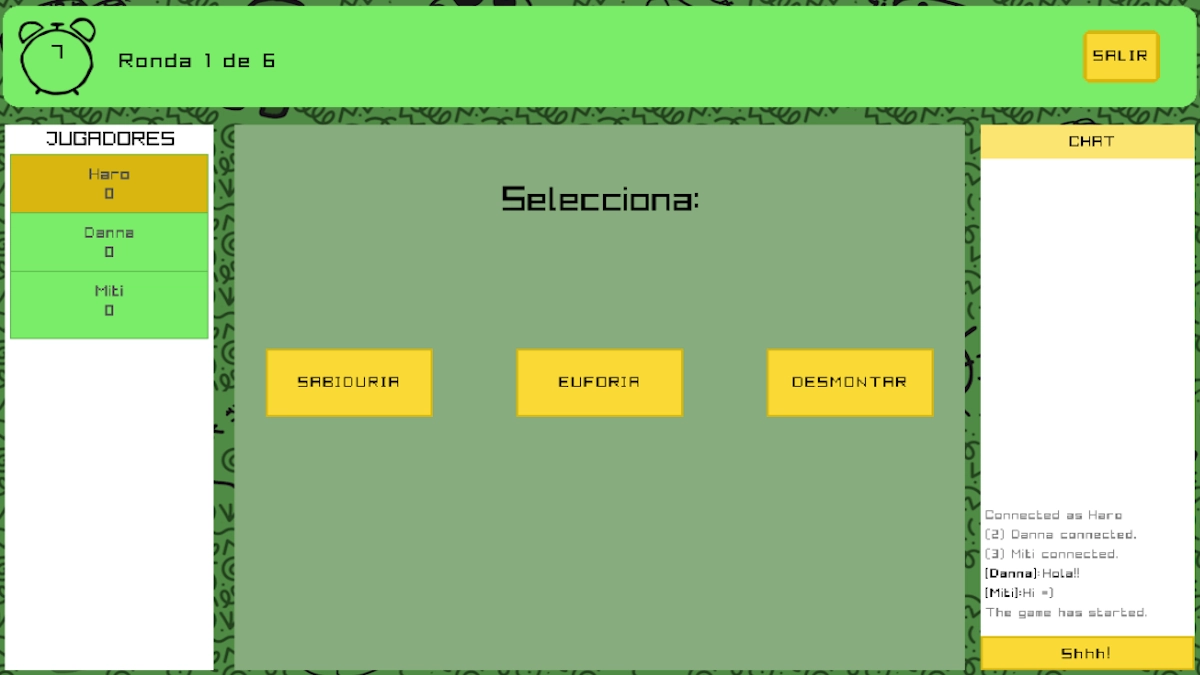 7
Ronda 1 de 6
SALIR
JUGADORES
Haro
0
Danna
0
Miti
0
Selecciona:
SABIDURIA
EUFORIA
DESMONTAR
CHAT
Connected as Haro
(2) Danna connected.
(3) Miti connected.
[Danna]:Hola!!
[Miti]:Hi =)
The game has started.
Shhh!